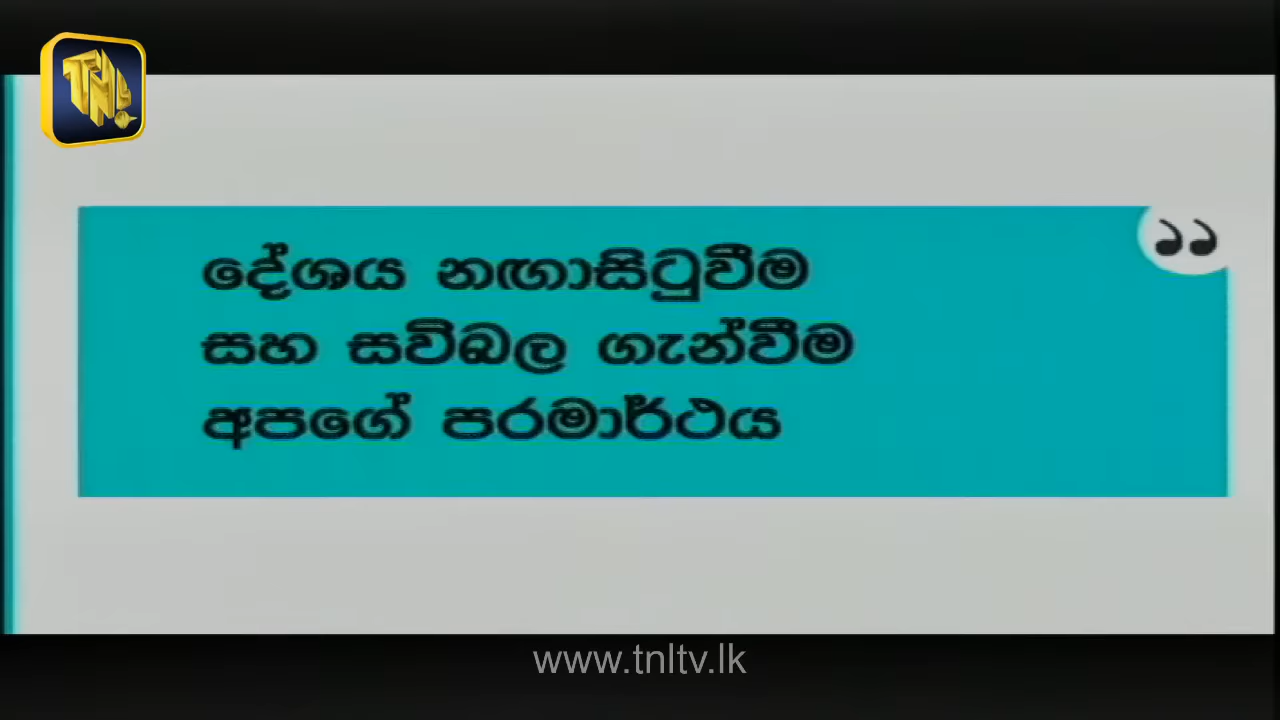 TNL
දේශය නඟාසිටුවීම
සහ සවිබල ගැන්වීම
අපගේ පරමාර්ථය
www.tnltv.lk